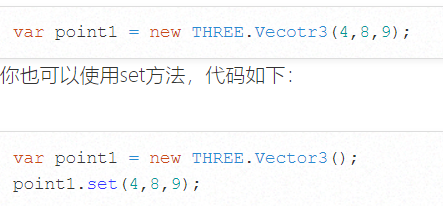 var point1 = new THREE.Vecotr3(4,8,9);
你也可以使用set方法，代码如下：
var point1 = new THREE.Vector3();
point1.set(4,8,9);